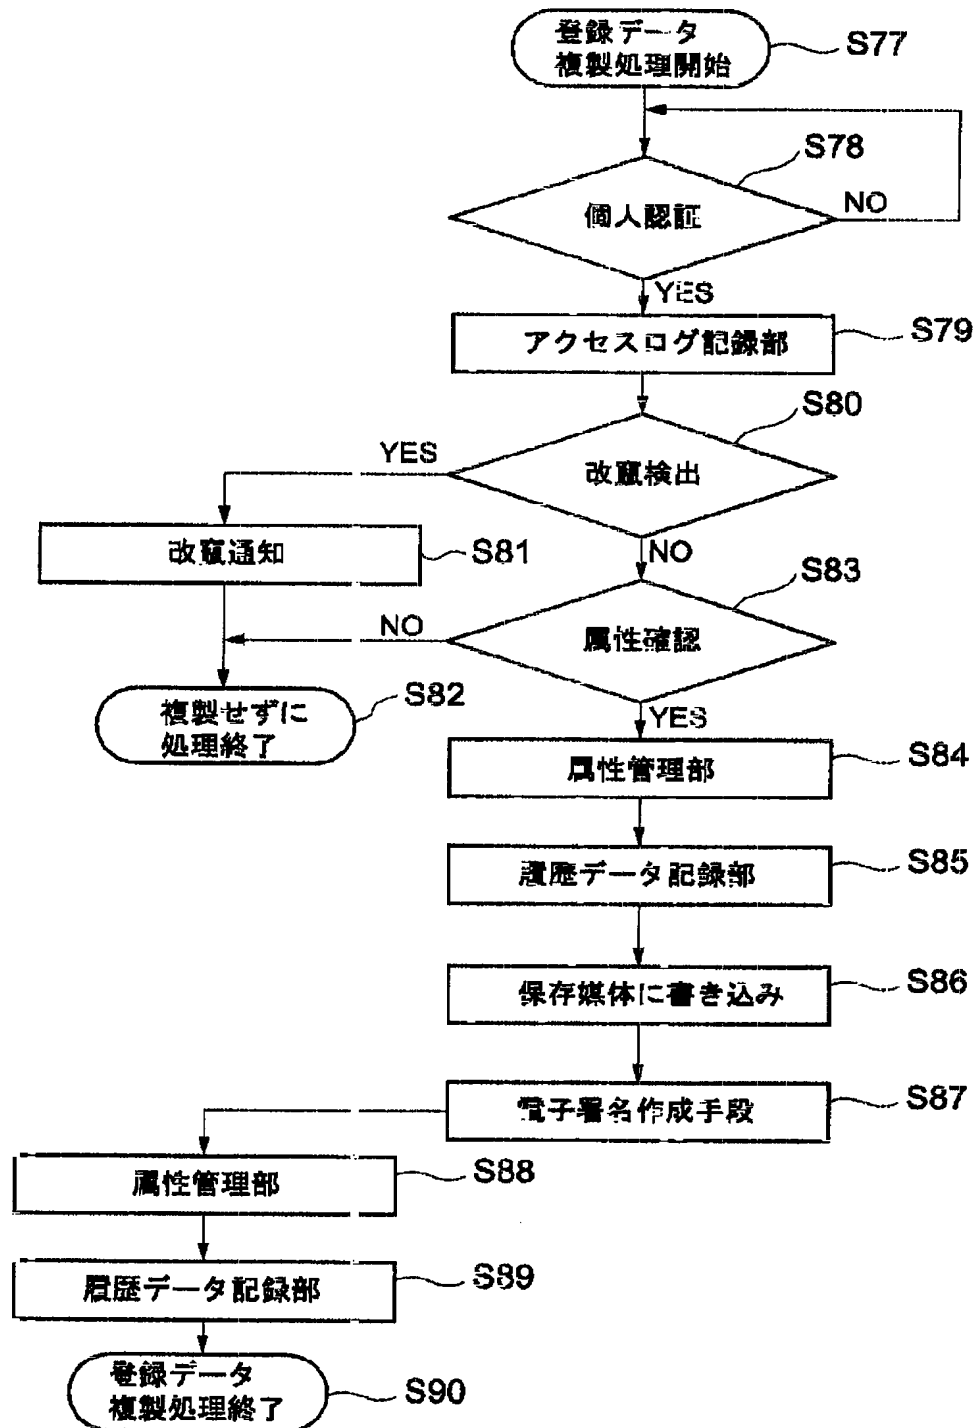 登録データ
複製処理開始
S77
S78
個人認証
NO
YES
アクセスログ記録部
S79
S80
YES
改竄検出
NO
改竄通知
S81
S83
NO
属性確認
S82
複製せずに
処理終了
YES
属性管理部
S84
履歴データ記録部
S85
保存媒体に書き込み
S86
電子署名作成手段
S87
属性管理部
S88
履歴データ記録部
S89
登録データ
複製処理終了
S90